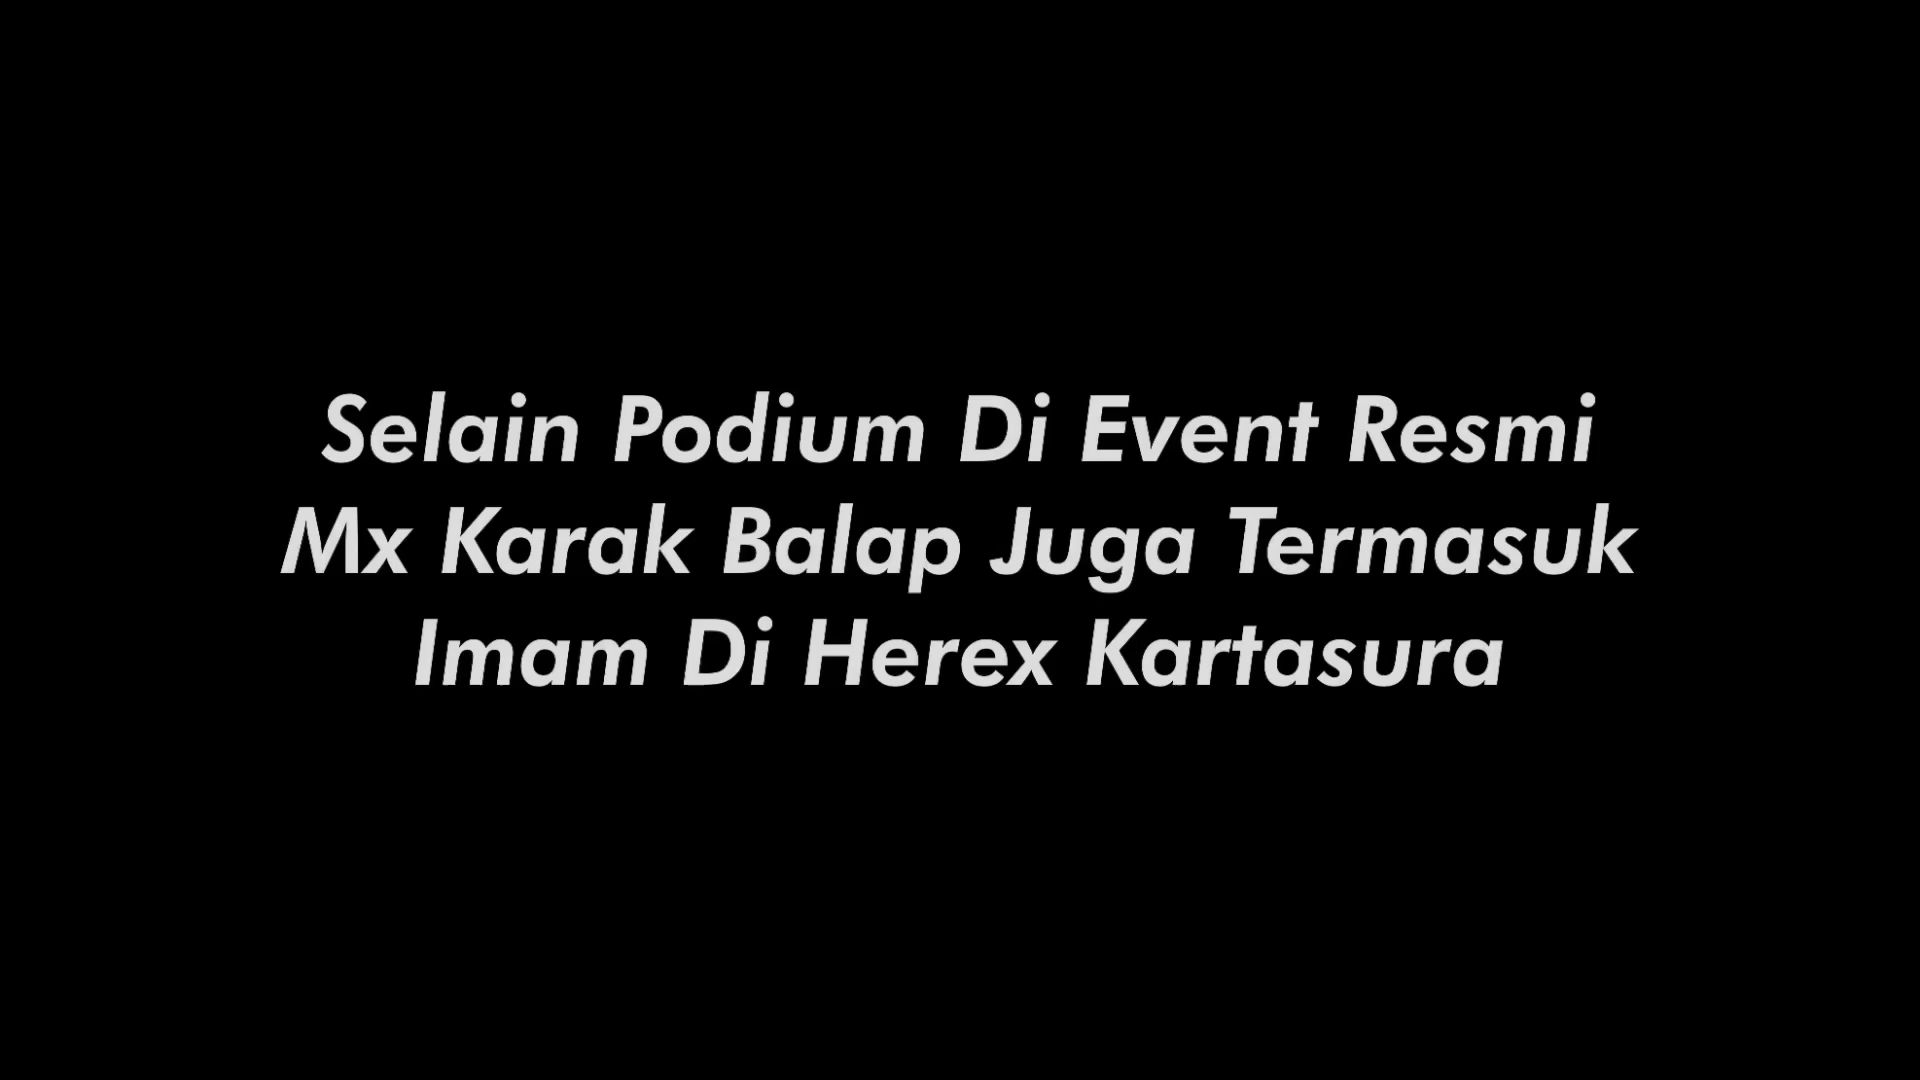 Selain Podium Di Event Resmi
Mx Karak Balap Juga Termasuk
Imam Di Herex Kartasura